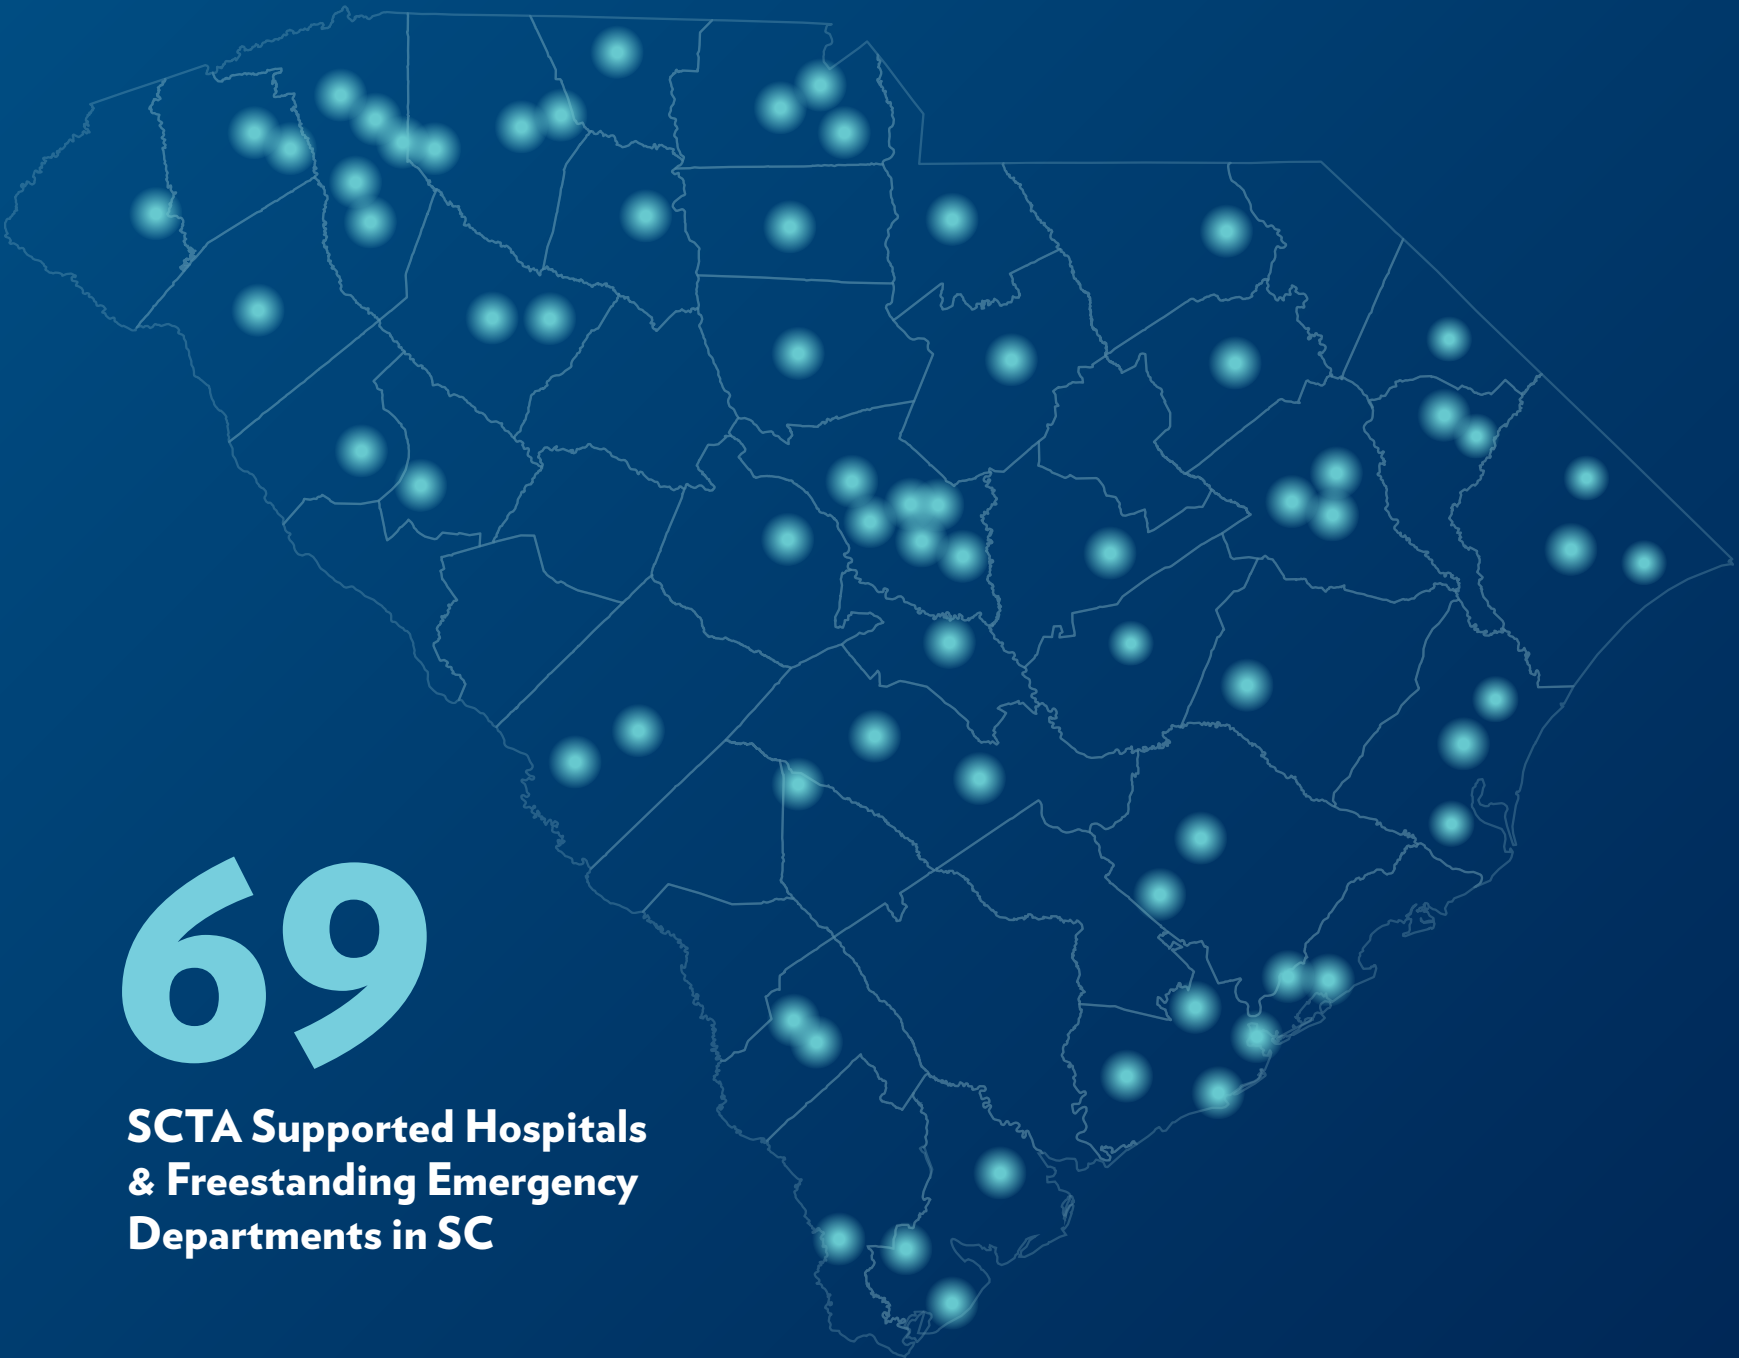 69
SCTA Supported Hospitals
& Freestanding Emergency
Departments in SC